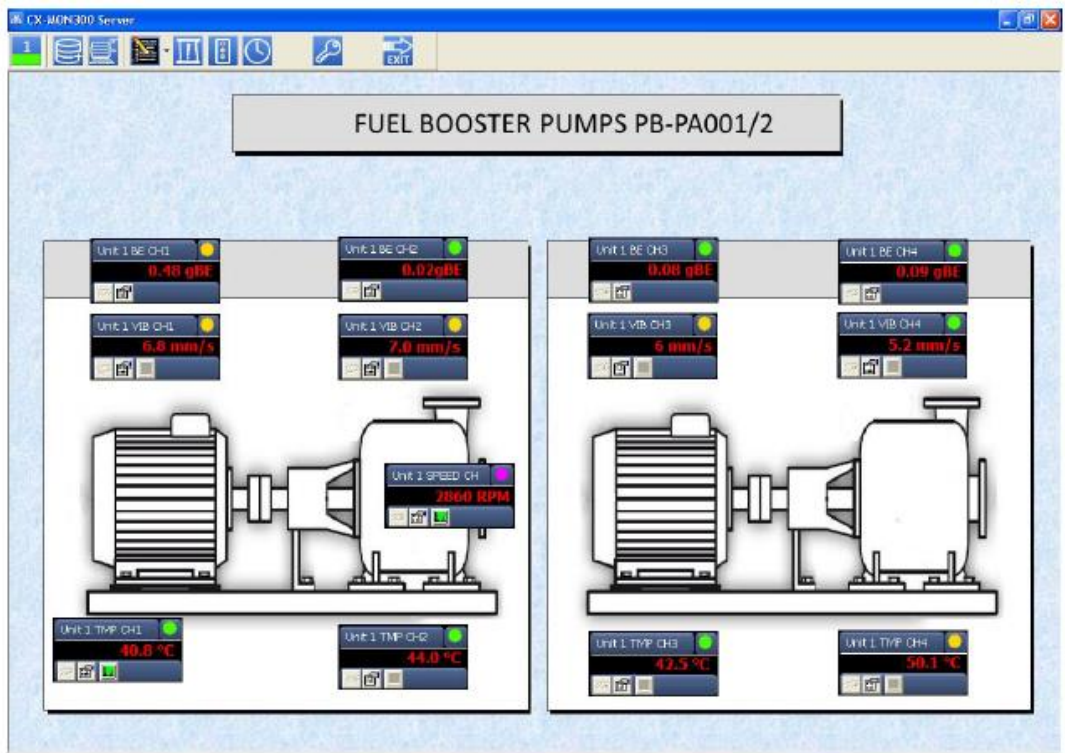 CX-MON300 Server
1
EXIT
FUEL BOOSTER PUMPS PB-PA001/2
Unit 1 BE CH1
0.48 gBE
Unit 1 BE CH2
0.02gBE
Unit 1 BE CH3
0.08 gBE
Unit 1 BE CH4
0.09 gBE
Unit 1 VIB CH1
6.8 mm/s
Unit 1 VIB CH2
7.0 mm/s
Unit 1 VIB CH3
6 mm/s
Unit 1 VIB CH4
5.2 mm/s
Unit 1 SPEED CH
2860 RPM
Unit 1 TMP CH1
40.8 °C
Unit 1 TMP CH2
44.0 °C
Unit 1 TMP CH3
42.5 °C
Unit 1 TMP CH4
50.1 °C